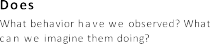 Does
What behavior have we observed? What
can we imagine them doing?